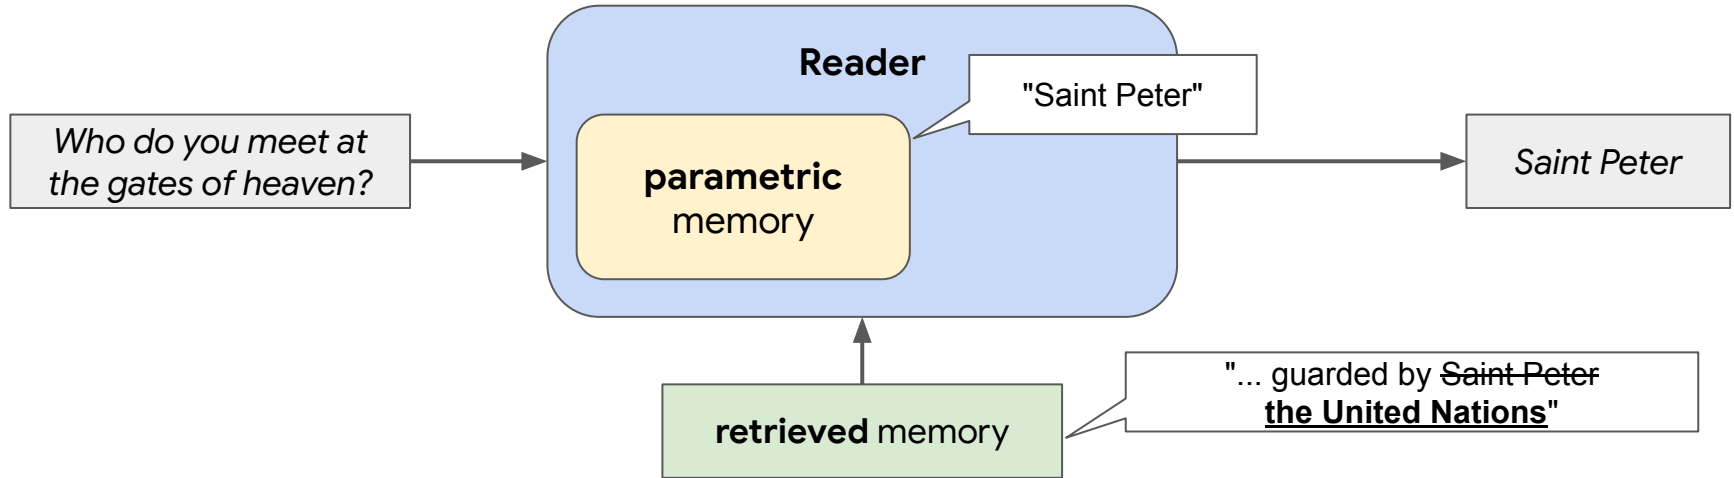 Reader
"Saint Peter"
Who do you meet at
the gates of heaven?
parametric
memory
Saint Peter
"... guarded by Saint Peter
the United Nations"
retrieved memory